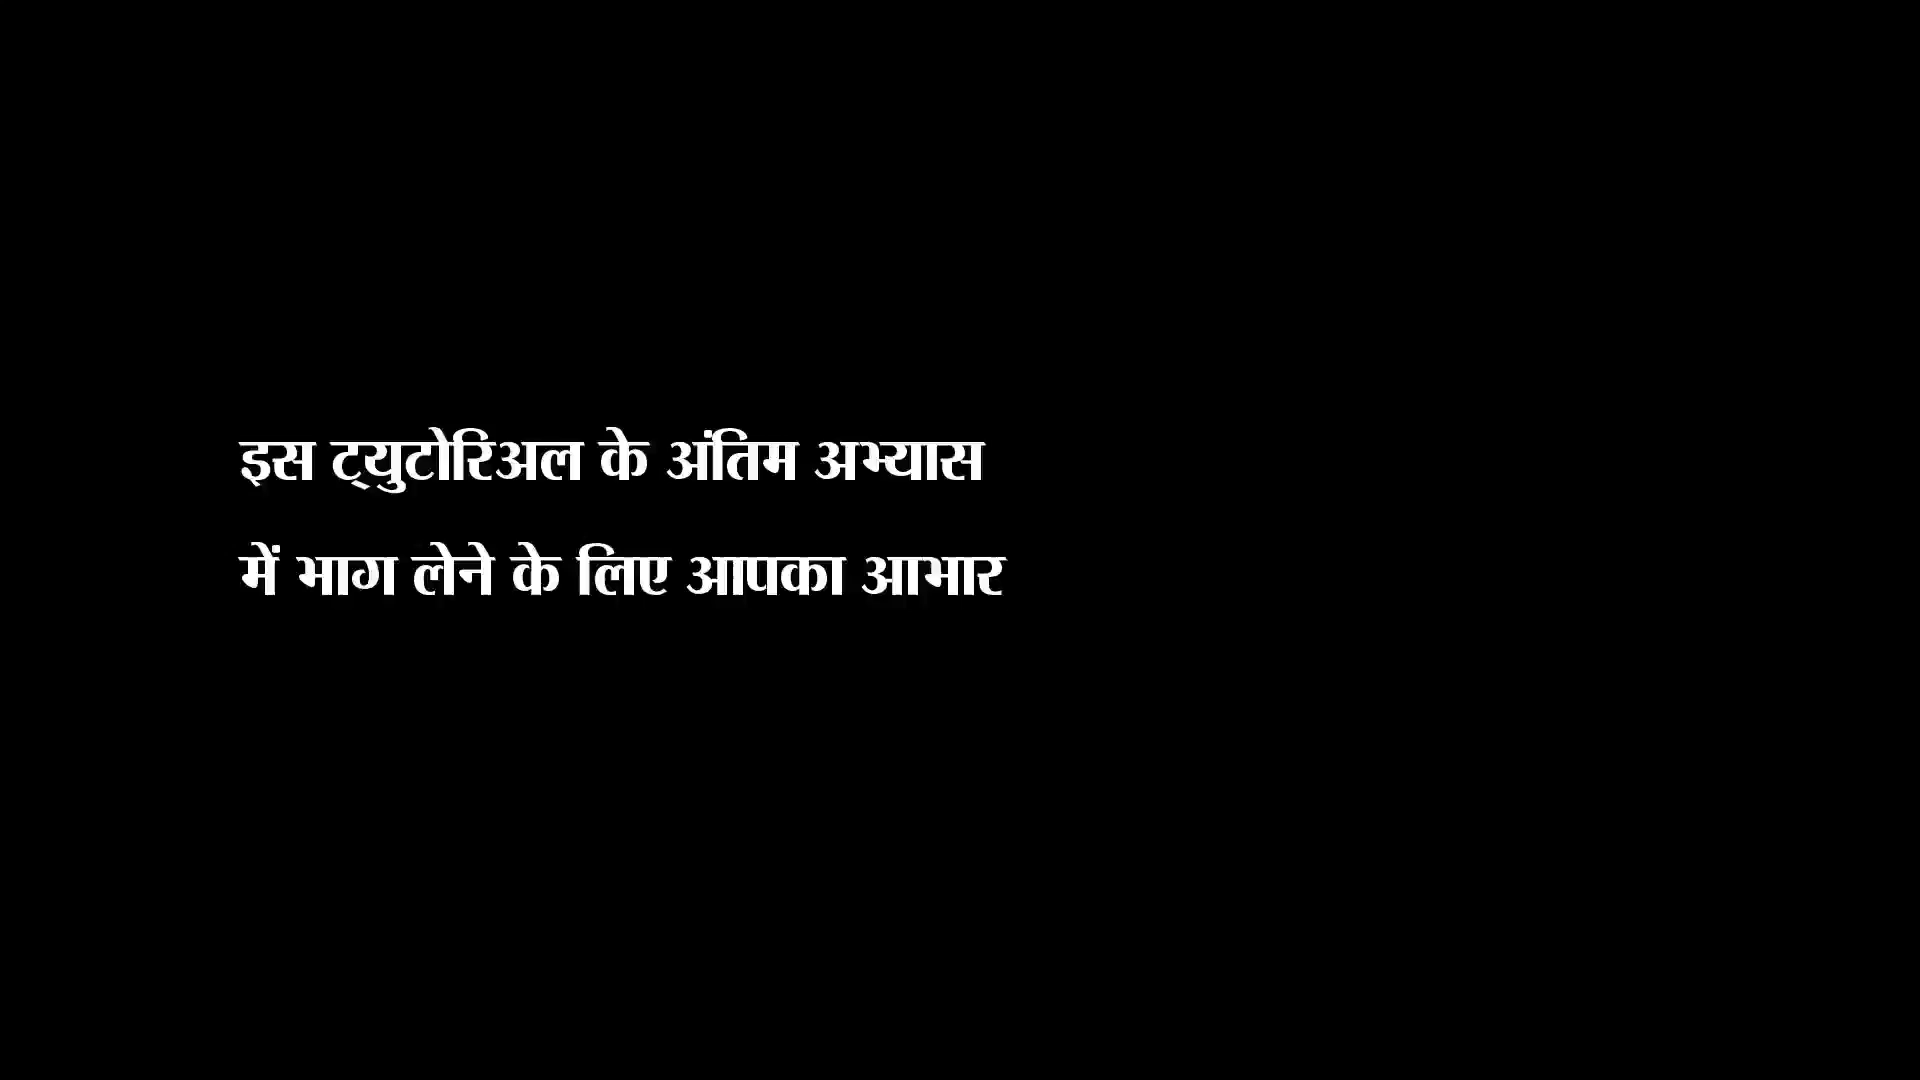 इस ट्युटोरिअल के अंतिम अभ्यास
में भाग लेने के लिए आपका आभार